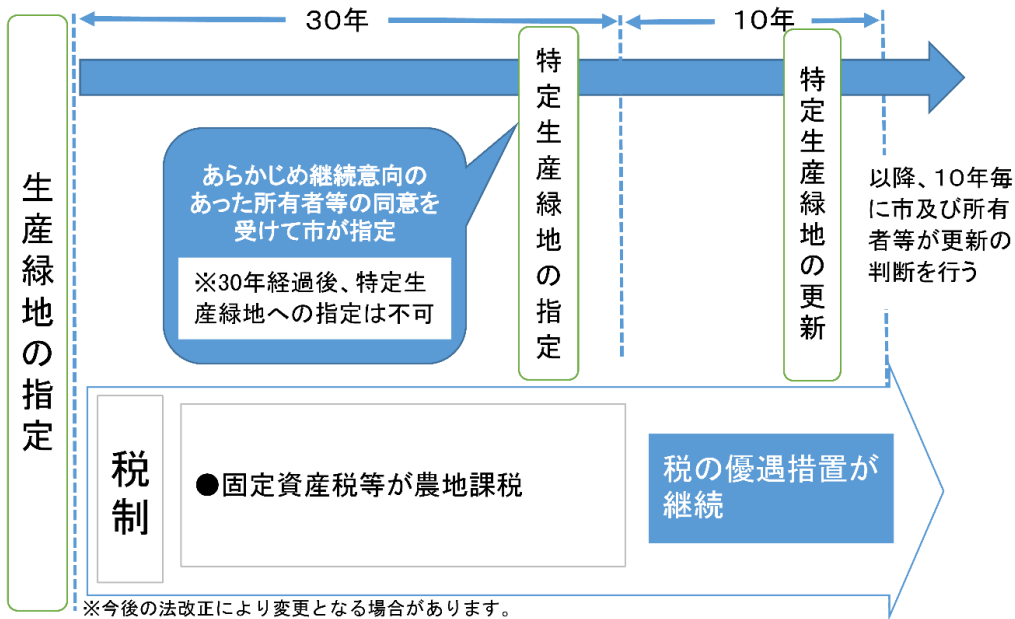 30年
10年
生産緑地の指定
特定生産緑地の指定
特定生産緑地の更新
あらかじめ継続意向の
あった所有者等の同意を
受けて市が指定
※30年経過後、特定生
産緑地への指定は不可
以降、10年毎
に市及び所有
者等が更新の
判断を行う
税
制
●固定資産税等が農地課税
税の優遇措置が
継続
※今後の法改正により変更となる場合があります。